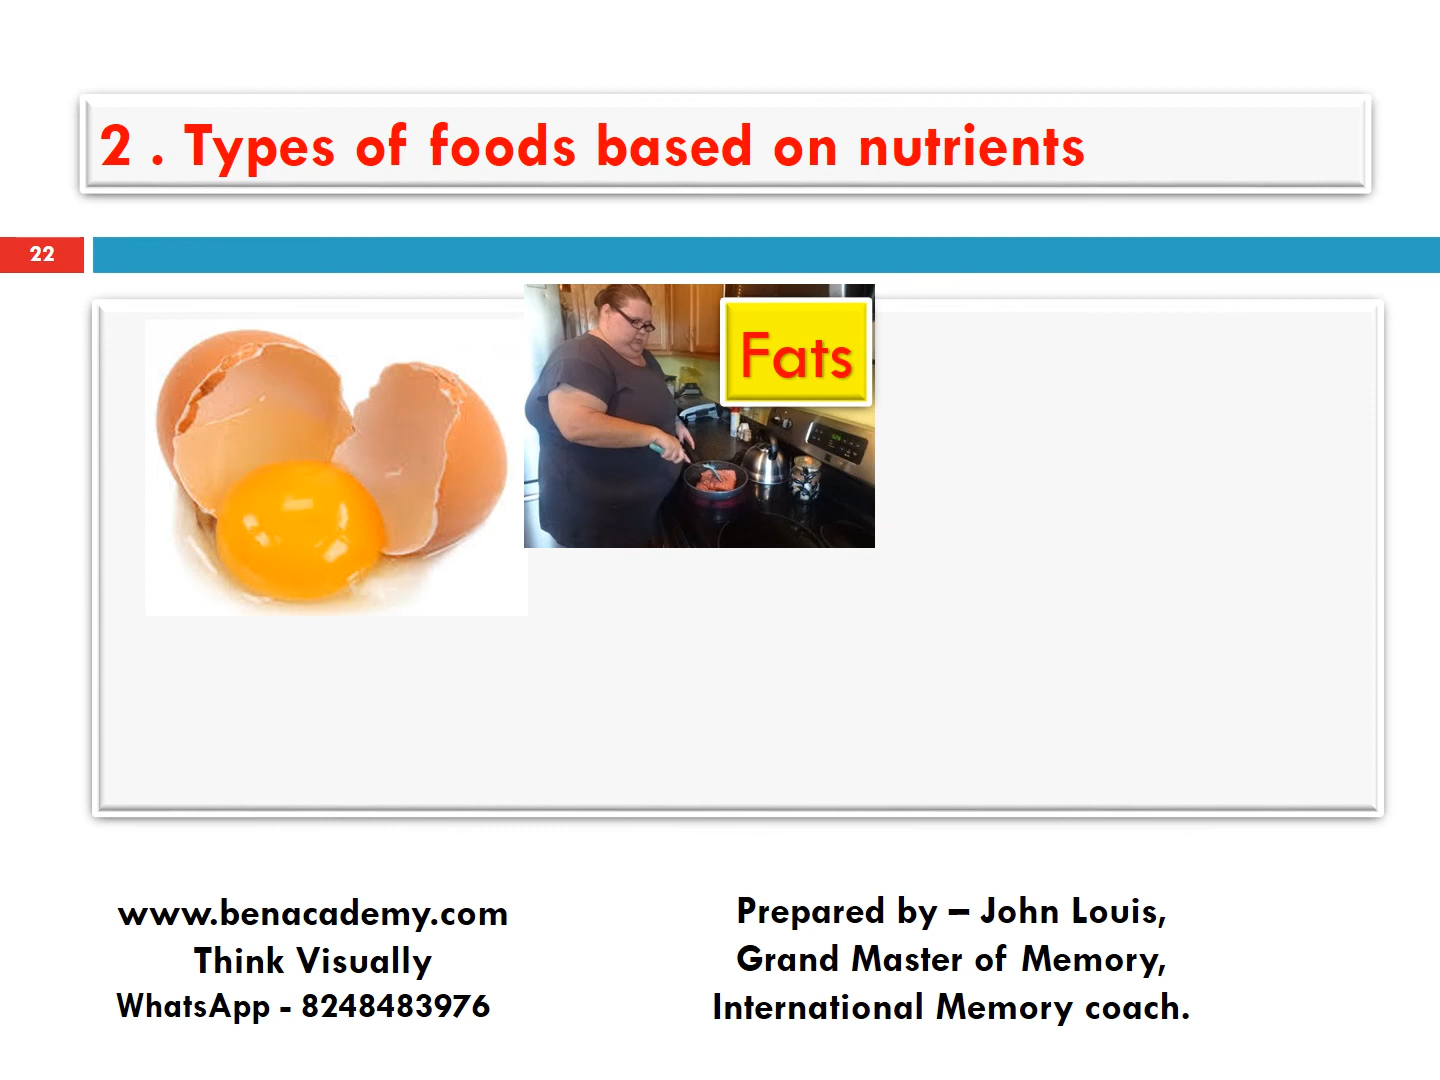 2 . Types of foods based on nutrients
22
Fats
www.benacademy.com
Think Visually
WhatsApp - 8248483976
Prepared by – John Louis,
Grand Master of Memory,
International Memory coach.